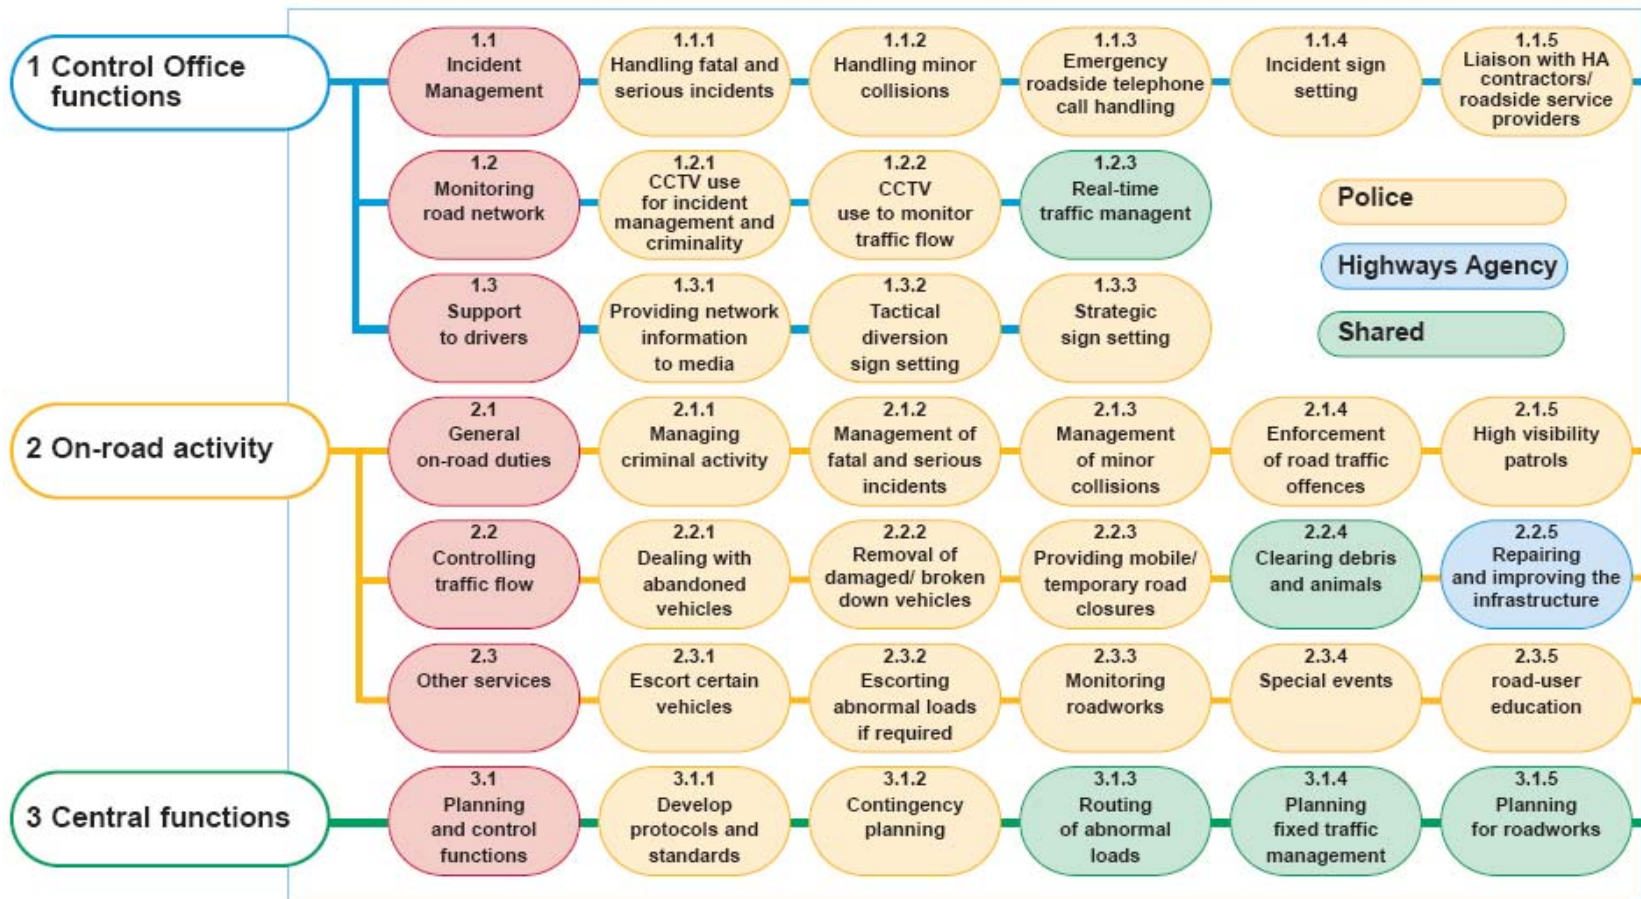 1 Control Office
functions
1.1
Incident
Management
1.1.1
Handling fatal and
serious incidents
1.1.2
Handling minor
collisions
1.1.3
Emergency
roadside telephone
call handling
1.1.4
Incident sign
setting
1.1.5
Liaison with HA
contractors/
roadside service
providers
1.2
Monitoring
road network
1.2.1
CCTV use
for incident
management and
criminality
1.2.2
CCTV
use to monitor
traffic flow
1.2.3
Real-time
traffic managent
Police
Highways Agency
Shared
1.3
Support
to drivers
1.3.1
Providing network
information
to media
1.3.2
Tactical
diversion
sign setting
1.3.3
Strategic
sign setting
2 On-road activity
2.1
General
on-road duties
2.1.1
Managing
criminal activity
2.1.2
Management of
fatal and serious
incidents
2.1.3
Management
of minor
collisions
2.1.4
Enforcement
of road traffic
offences
2.1.5
High visibility
patrols
2.2
Controlling
traffic flow
2.2.1
Dealing with
abandoned
vehicles
2.2.2
Removal of
damaged/ broken
down vehicles
2.2.3
Providing mobile/
temporary road
closures
2.2.4
Clearing debris
and animals
2.2.5
Repairing
and improving the
infrastructure
2.3
Other services
2.3.1
Escort certain
vehicles
2.3.2
Escorting
abnormal loads
if required
2.3.3
Monitoring
roadworks
2.3.4
Special events
2.3.5
road-user
education
3 Central functions
3.1
Planning
and control
functions
3.1.1
Develop
protocols and
standards
3.1.2
Contingency
planning
3.1.3
Routing
of abnormal
loads
3.1.4
Planning
fixed traffic
management
3.1.5
Planning
for roadworks